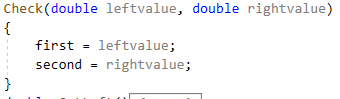 Check(double leftvalue, double rightvalue)
{
first = leftvalue;
second = rightvalue;
}